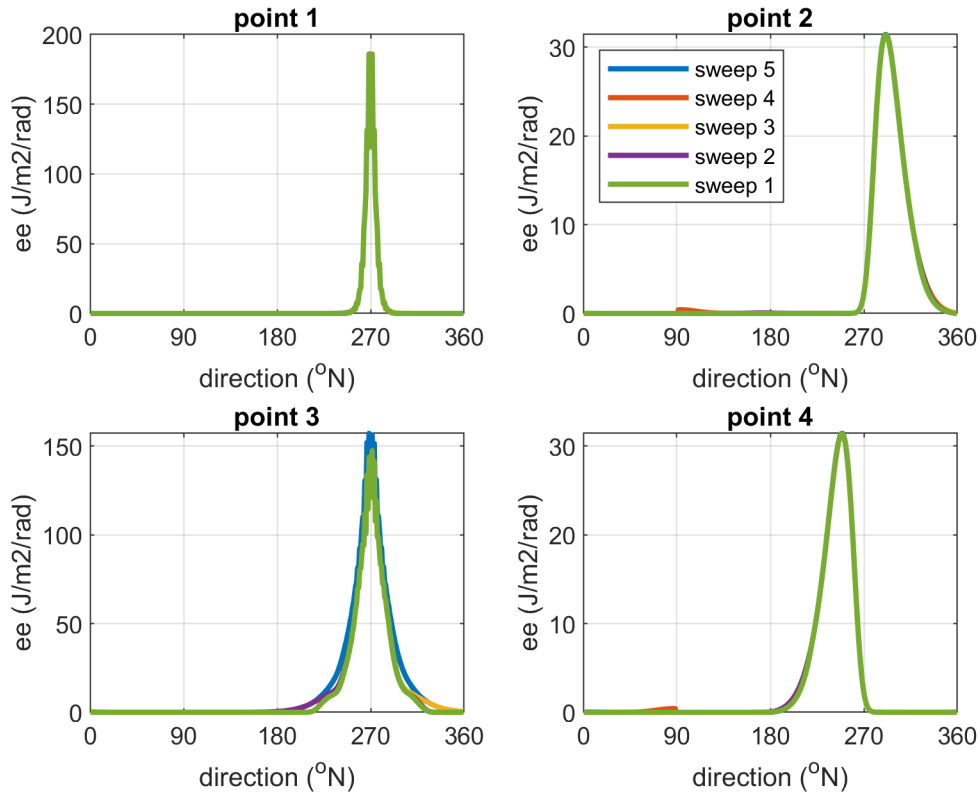 point 1
200
150
100
50
0
ee (J/m2/rad)
0 90 180 270 360
direction (°N)
point 2
30
20
10
0
ee (J/m2/rad)
sweep 5
sweep 4
sweep 3
sweep 2
sweep 1
0 90 180 270 360
direction (°N)
point 3
150
100
50
0
ee (J/m2/rad)
0 90 180 270 360
direction (°N)
point 4
30
20
10
0
ee (J/m2/rad)
0 90 180 270 360
direction (°N)